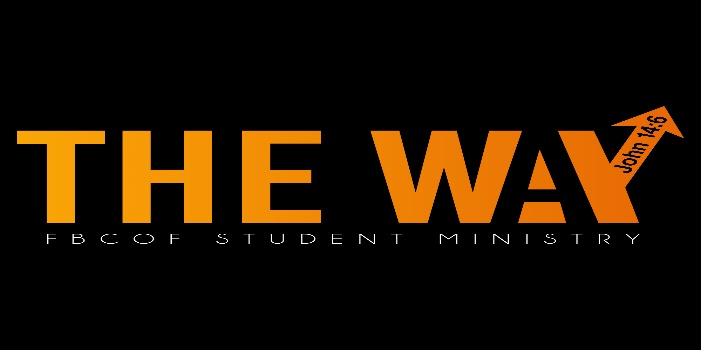 THE WAY
John 14:6
FBCOF STUDENT MINISTRY